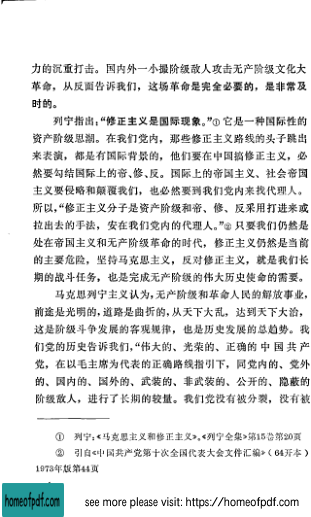 力的沉重打击。国内外一小撮阶级敌人攻击无产阶级文化大
革命，从反面告诉我们，这场革命是完全必要的，是非常及
时的。
列宁指出：“修正主义是国际现象。”①它是一种国际性的
资产阶级思潮。在我们党内，那些修正主义路线的头子跳出
来表演，都是有国际背景的，他们要在中国搞修正主义，必
然要勾结国际上的帝、修、反。国际上的帝国主义、社会帝国
主义要侵略和颠覆我们，也必然要到我们党内来找代理人。
所以，“修正主义分子是资产阶级和帝、修、反采用打进来或
拉出去的手法，安在我们党内的代理人。”②只要我们仍然是
处在帝国主义和无产阶级革命的时代，修正主义仍然是当前
的主要危险，坚持马克思主义，反对修正主义，就是我们长
期的战斗任务，也是完成无产阶级的伟大历史使命的需要。
马克思列宁主义认为，无产阶级和革命人民的解放事业，
前途是光明的，道路是曲折的，从天下大乱，达到天下大治，
这是阶级斗争发展的客观规律，也是历史发展的总趋势。我
们党的历史告诉我们，“伟大的、光荣的、正确的中国共产
党，在以毛主席为代表的正确路线指引下，同党内的、党外
的、国内的、国外的、武装的、非武装的、公开的、隐蔽的
阶级敌人，进行了长期的较量。我们党没有被分裂，没有被
① 列宁：《马克思主义和修正主义》。《列宁全集》第15卷第20页
② 引自《中国共产党第十次全国代表大会文件汇编》（64开本）
1973年版第44页
homeofpdf.com
see more please visit: https://homeofpdf.com